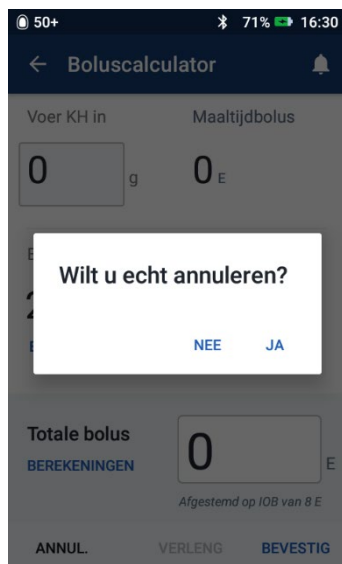 50+ 71% 16:30
Boluscalculator
Voer KH in Maaltijdbolus
0 g 0 E
Wilt u echt annuleren?
NEE JA
Totale bolus
BEREKENINGEN
0 E
Afgestemd op IOB van 8 E
ANNUL. VERLENG BEVESTIG